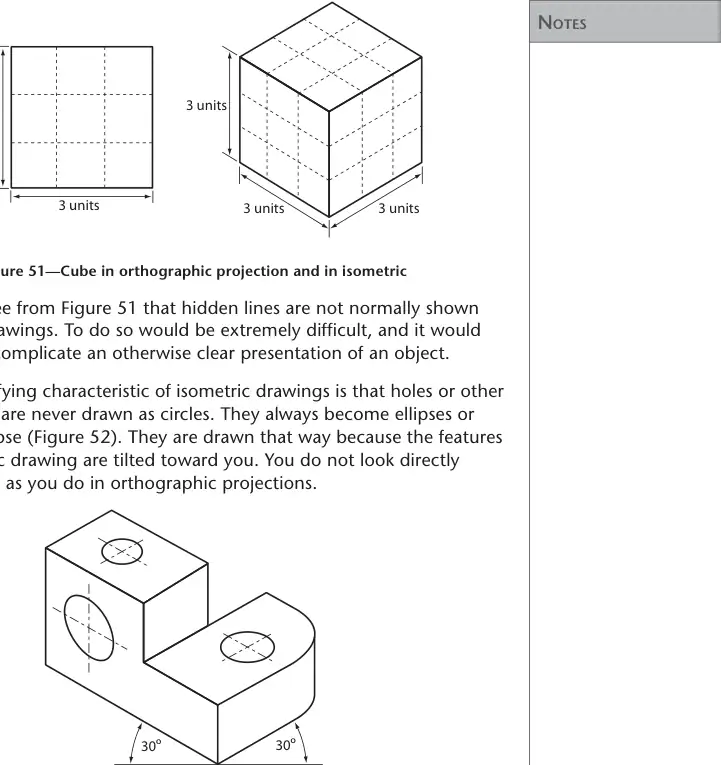 NOTES
3 units
3 units
3 units
3 units
ure 51—Cube in orthographic projection and in isometric
ee from Figure 51 that hidden lines are not normally shown
awings. To do so would be extremely difficult, and it would
complicate an otherwise clear presentation of an object.
fying characteristic of isometric drawings is that holes or other
are never drawn as circles. They always become ellipses or
ose (Figure 52). They are drawn that way because the features
c drawing are tilted toward you. You do not look directly
as you do in orthographic projections.
30°
30°